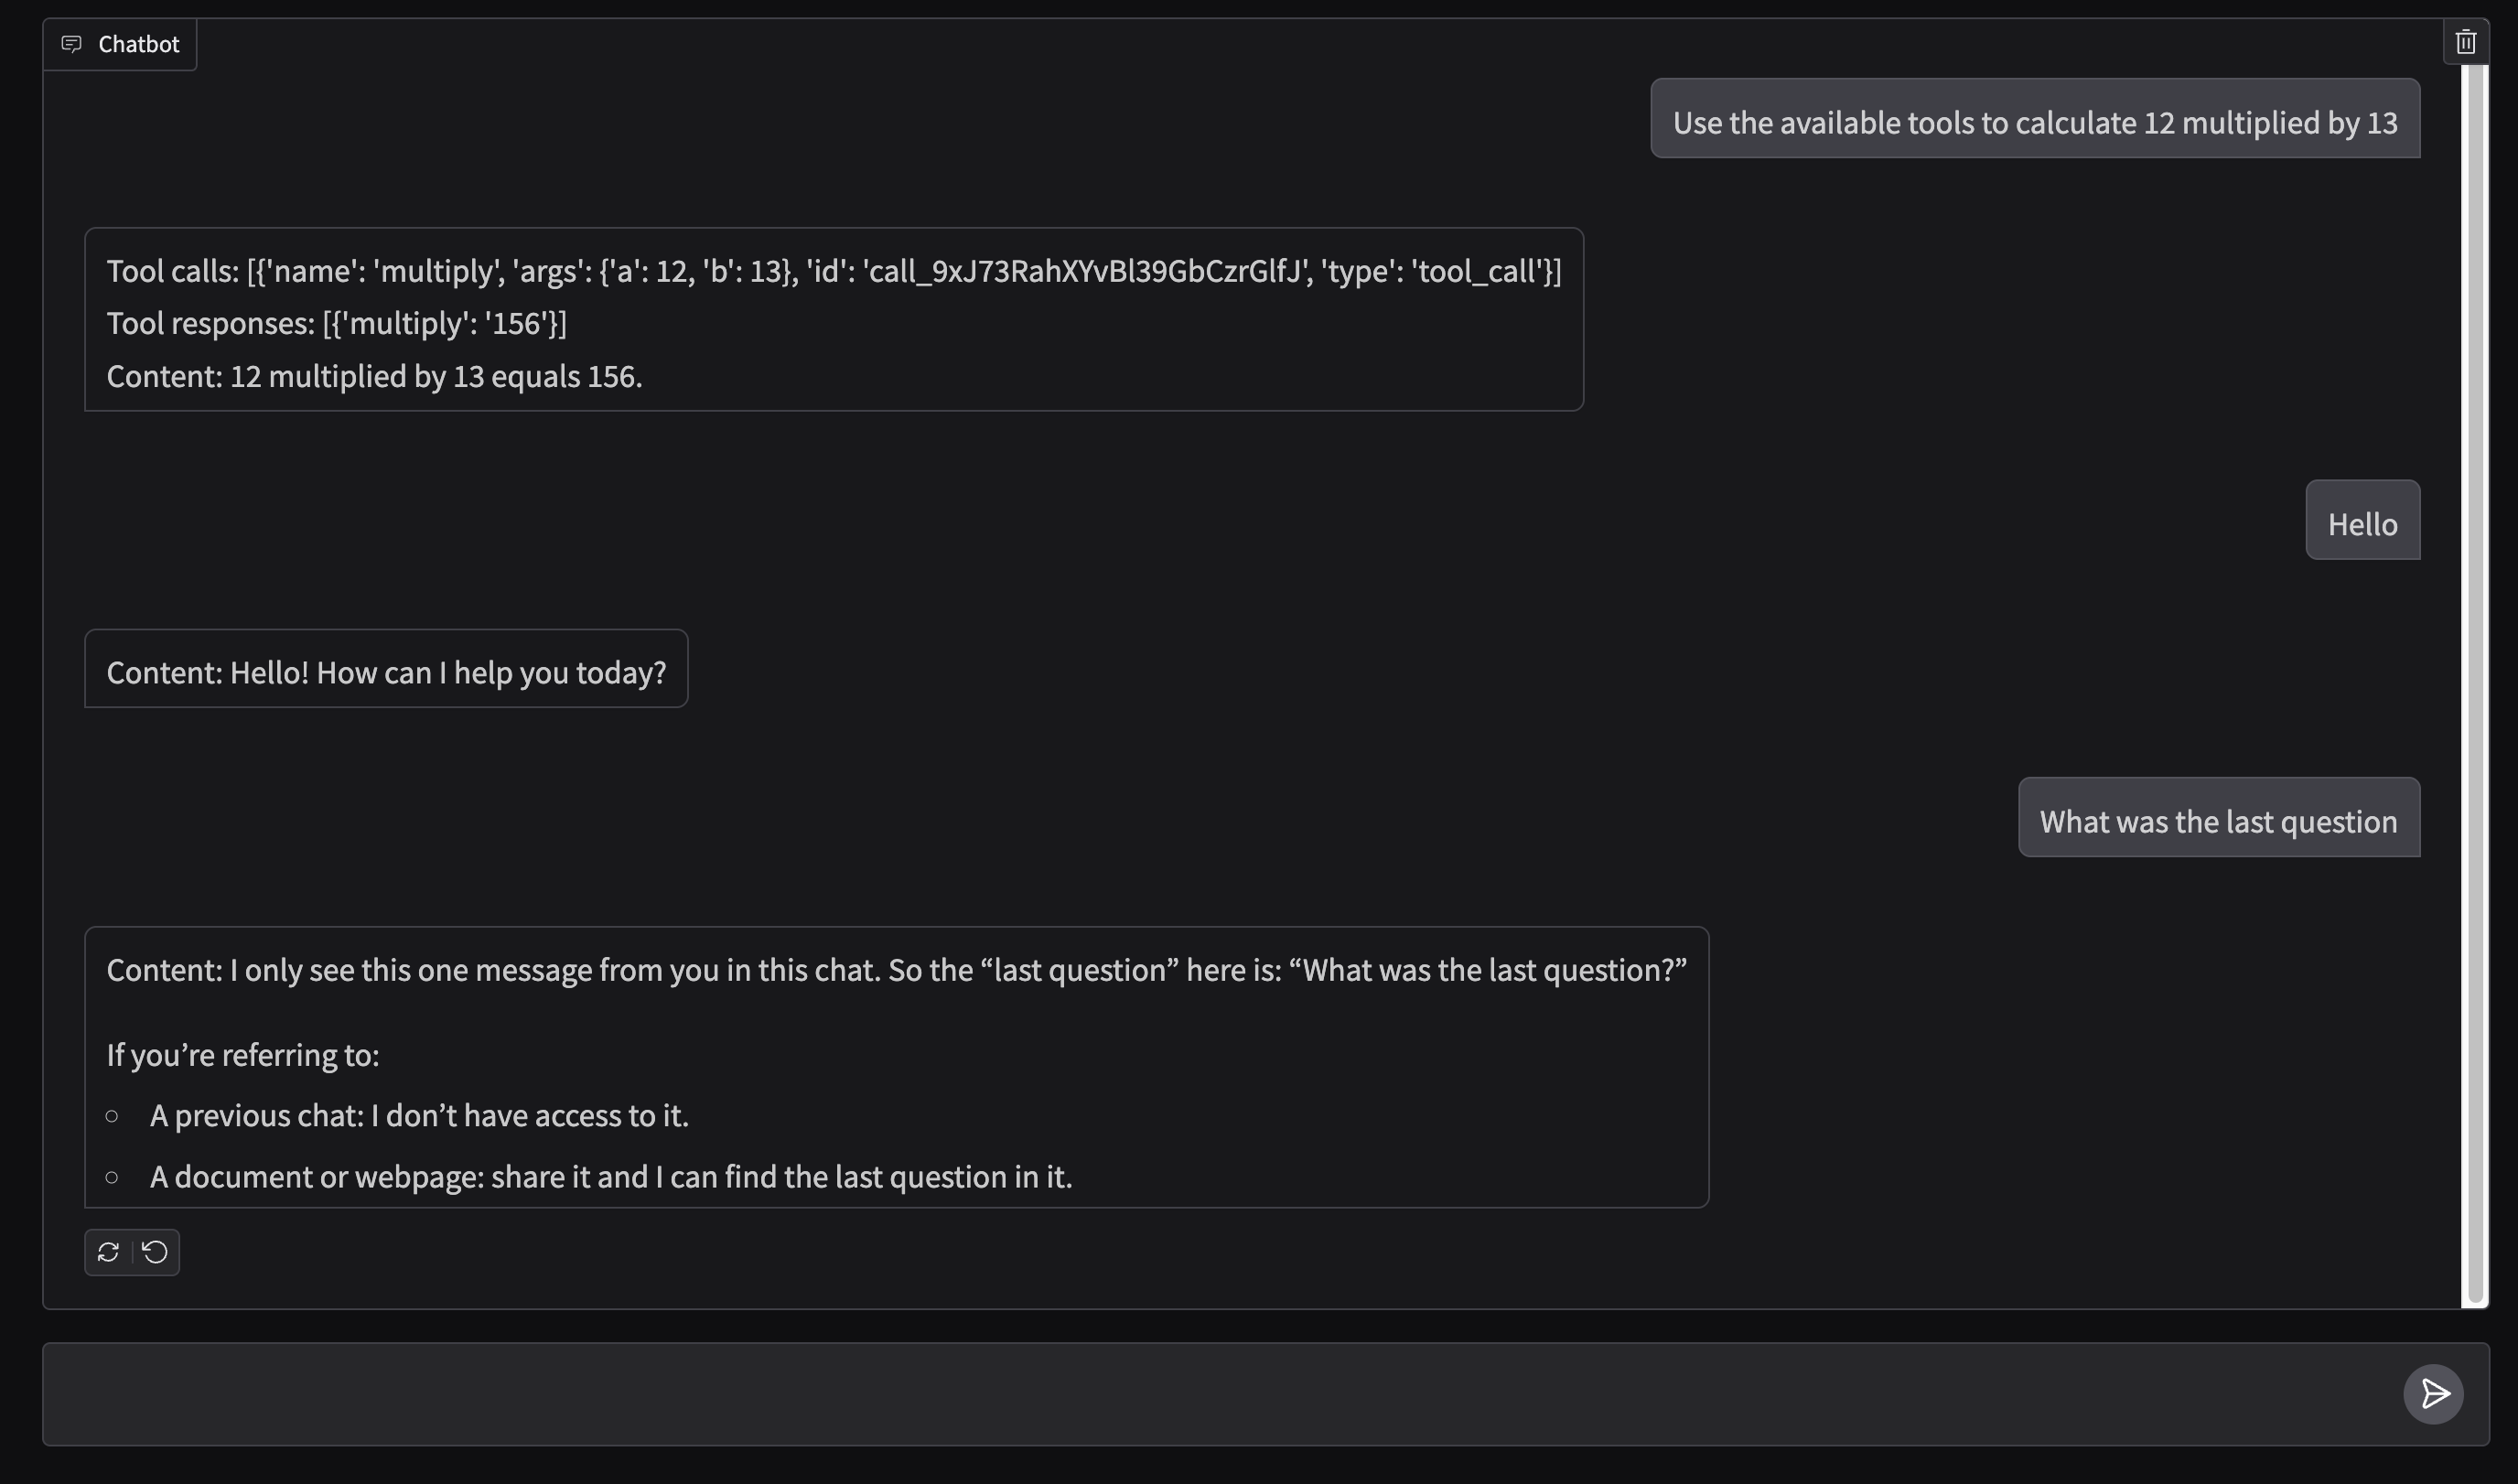 Chatbot
Use the available tools to calculate 12 multiplied by 13
Tool calls: [{'name': 'multiply', 'args': {'a': 12, 'b': 13}, 'id': 'call_9xJ73RahXYvBl39GbCzrGlfJ', 'type': 'tool_call'}]
Tool responses: [{'multiply': '156'}]
Content: 12 multiplied by 13 equals 156.
Hello
Content: Hello! How can I help you today?
What was the last question
Content: I only see this one message from you in this chat. So the “last question” here is: “What was the last question?”
If you’re referring to:
○ A previous chat: I don’t have access to it.
○ A document or webpage: share it and I can find the last question in it.